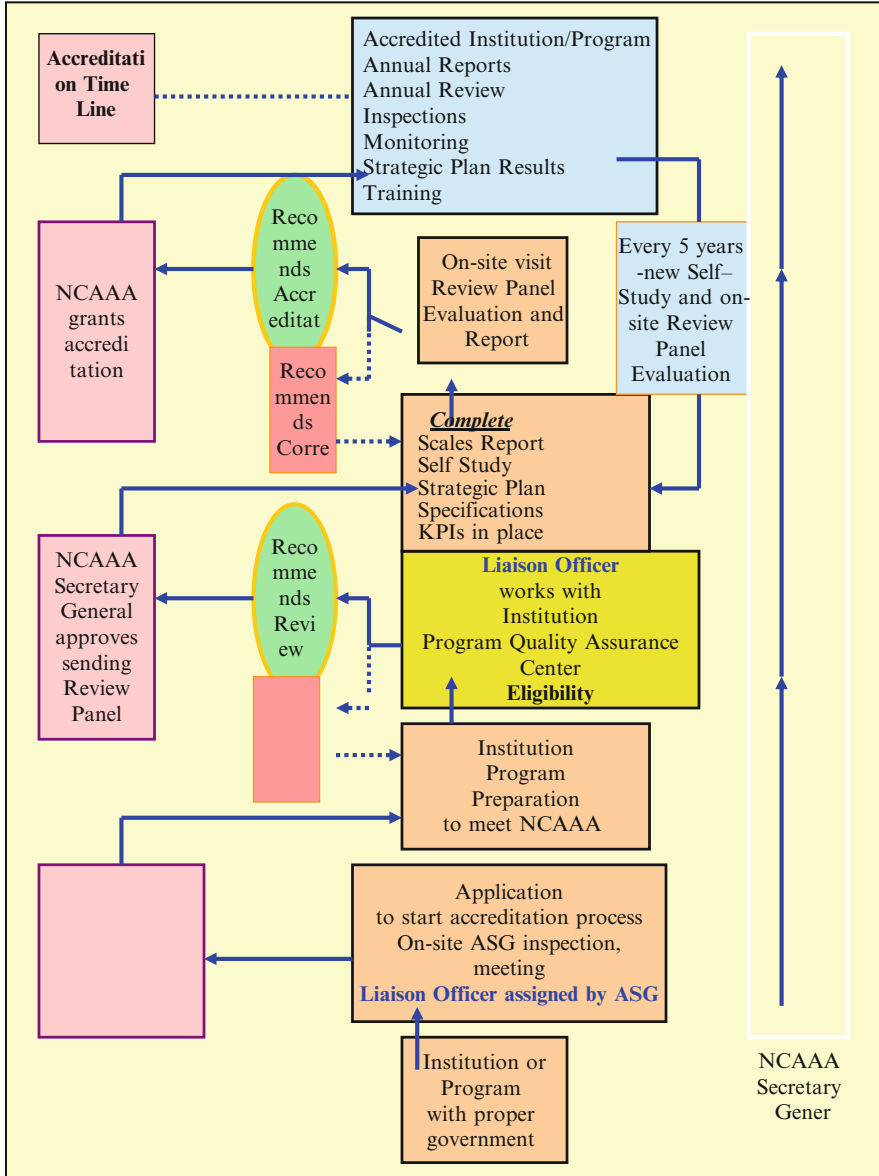 Accreditati
on Time
Line
Accredited Institution/Program
Annual Reports
Annual Review
Inspections
Monitoring
Strategic Plan Results
Training
Reco
mme
nds
Accr
editat
NCAAA
grants
accredi
tation
On-site visit
Review Panel
Evaluation and
Report
Every 5 years
-new Self–
Study and on-
site Review
Panel
Evaluation
Reco
mmen
ds
Corre
Complete
Scales Report
Self Study
Strategic Plan
Specifications
KPIs in place
NCAAA
Secretary
General
approves
sending
Review
Panel
Reco
mme
nds
Revi
ew
Liaison Officer
works with
Institution
Program Quality Assurance
Center
Eligibility
Institution
Program
Preparation
to meet NCAAA
Application
to start accreditation process
On-site ASG inspection,
meeting
Liaison Officer assigned by ASG
Institution or
Program
with proper
government
NCAAA
Secretary
Gener